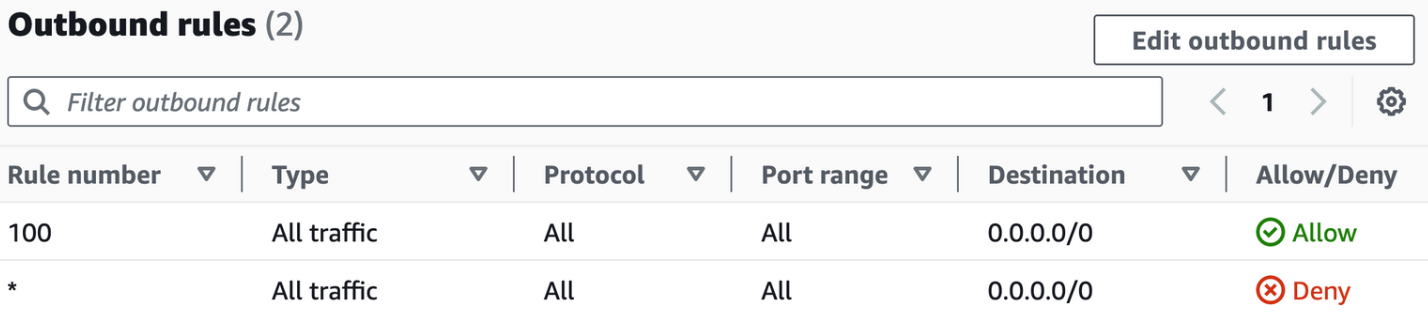 Outbound rules (2)
Edit outbound rules
Filter outbound rules
1
Rule number Type Protocol Port range Destination Allow/Deny
100 All traffic All All 0.0.0.0/0 Allow
* All traffic All All 0.0.0.0/0 Deny